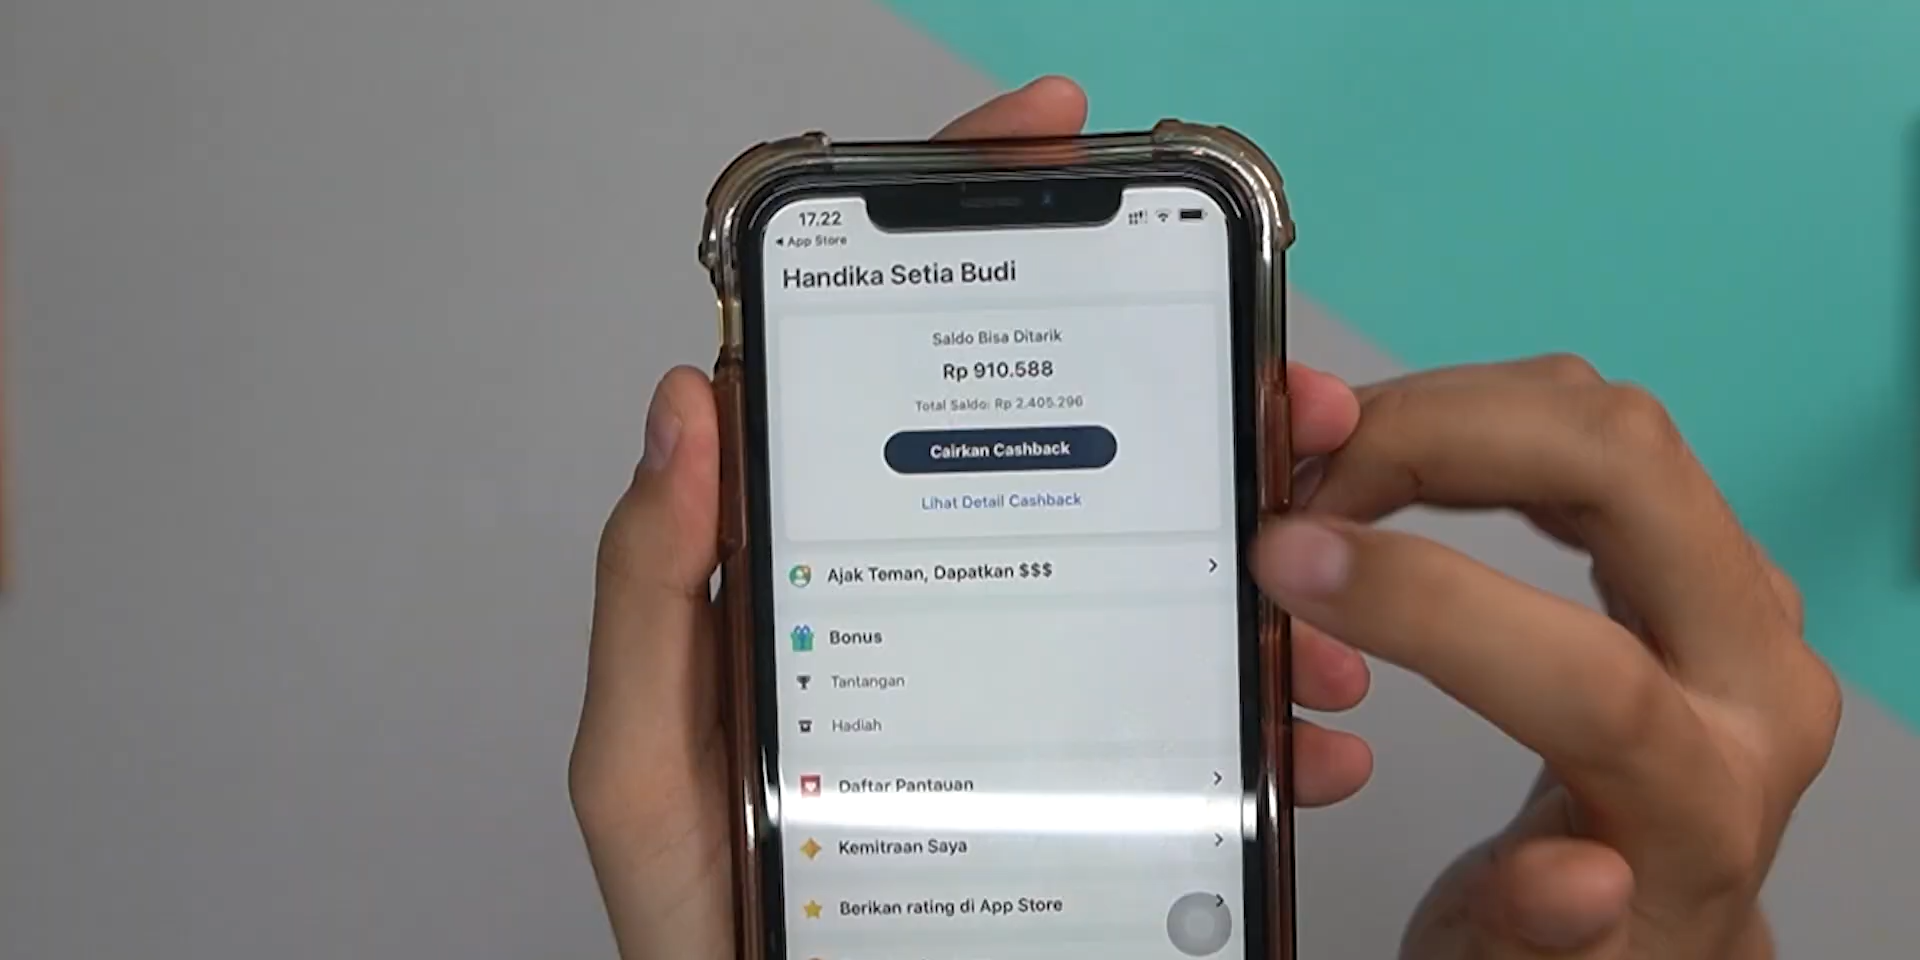 17.22
App Store
Handika Setia Budi
Saldo Bisa Ditarik
Rp 910.588
Total Saldo: Rp 2.405.296
Cairkan Cashback
Lihat Detail Cashback
Ajak Teman, Dapatkan $$$
Bonus
Tantangan
Hadiah
Daftar Pantauan
Kemitraan Saya
Berikan rating di App Store